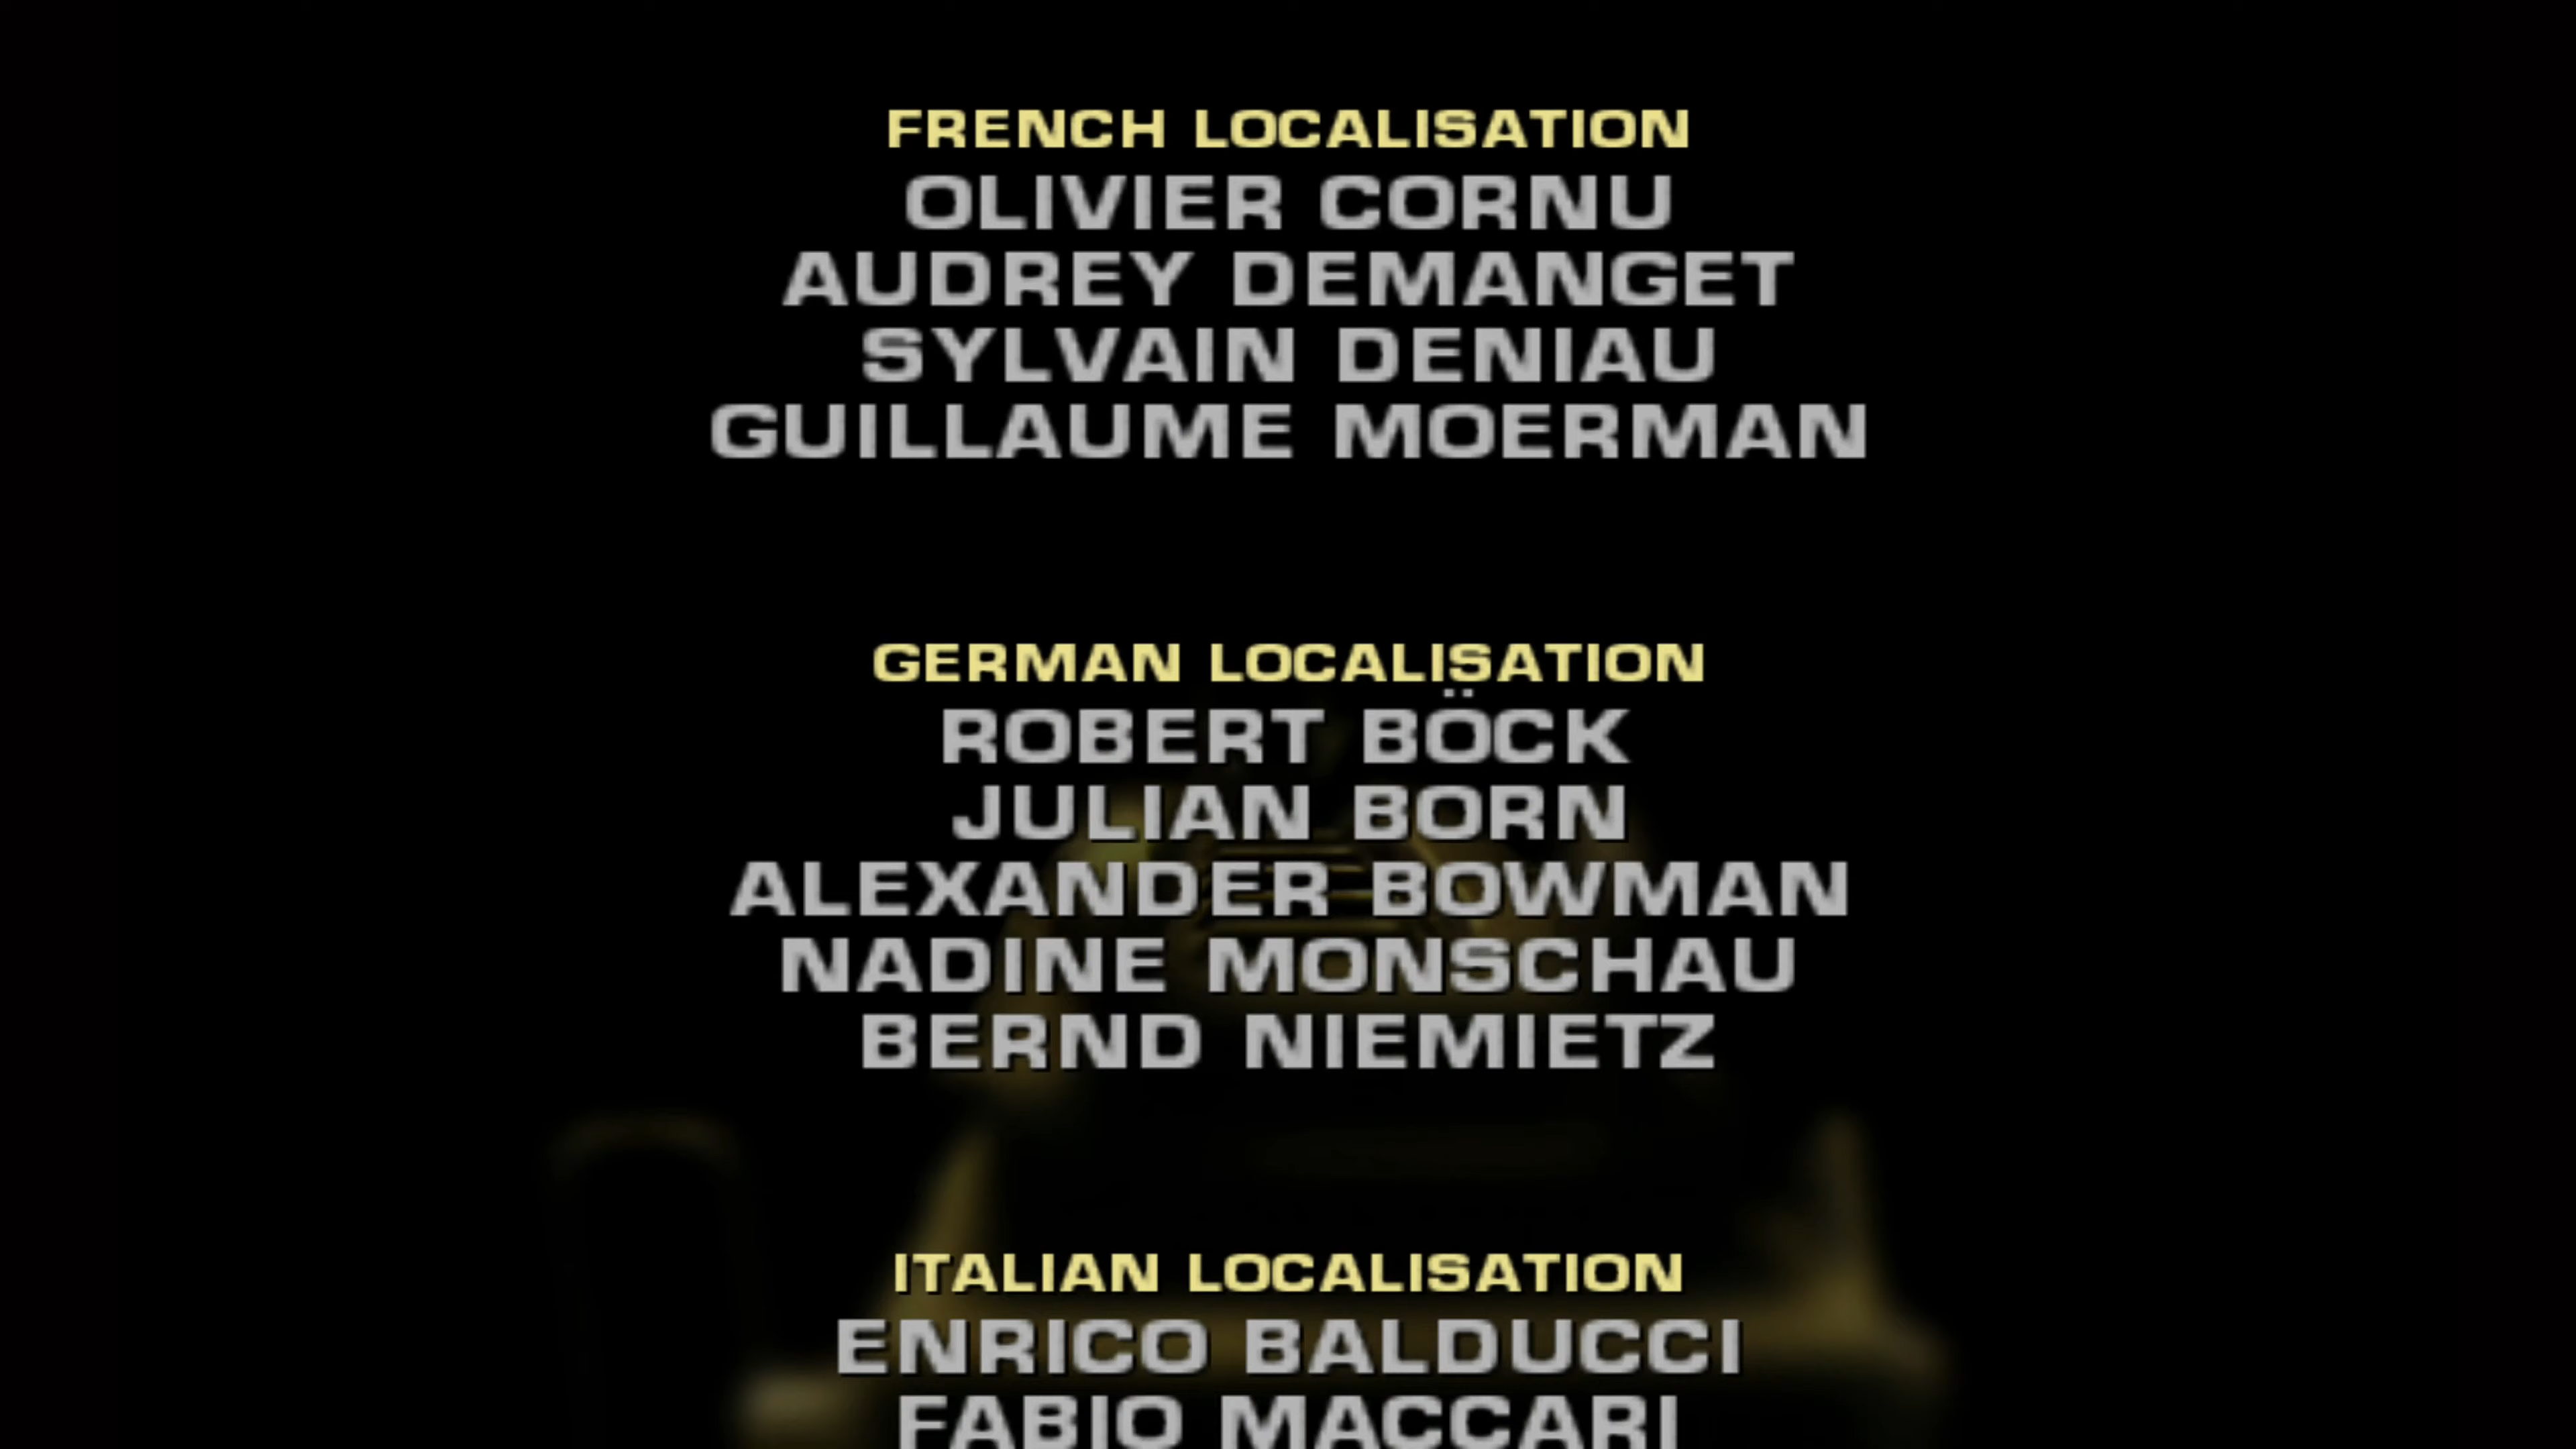 FRENCH LOCALISATION
OLIVIER CORNU
AUDREY DEMANGET
SYLVAIN DENIAU
GUILLAUME MOERMAN
GERMAN LOCALISATION
ROBERT BÖCK
JULIAN BORN
ALEXANDER BOWMAN
NADINE MONSCHAU
BERND NIEMIETZ
ITALIAN LOCALISATION
ENRICO BALDUCCI
FABIO MACCARI